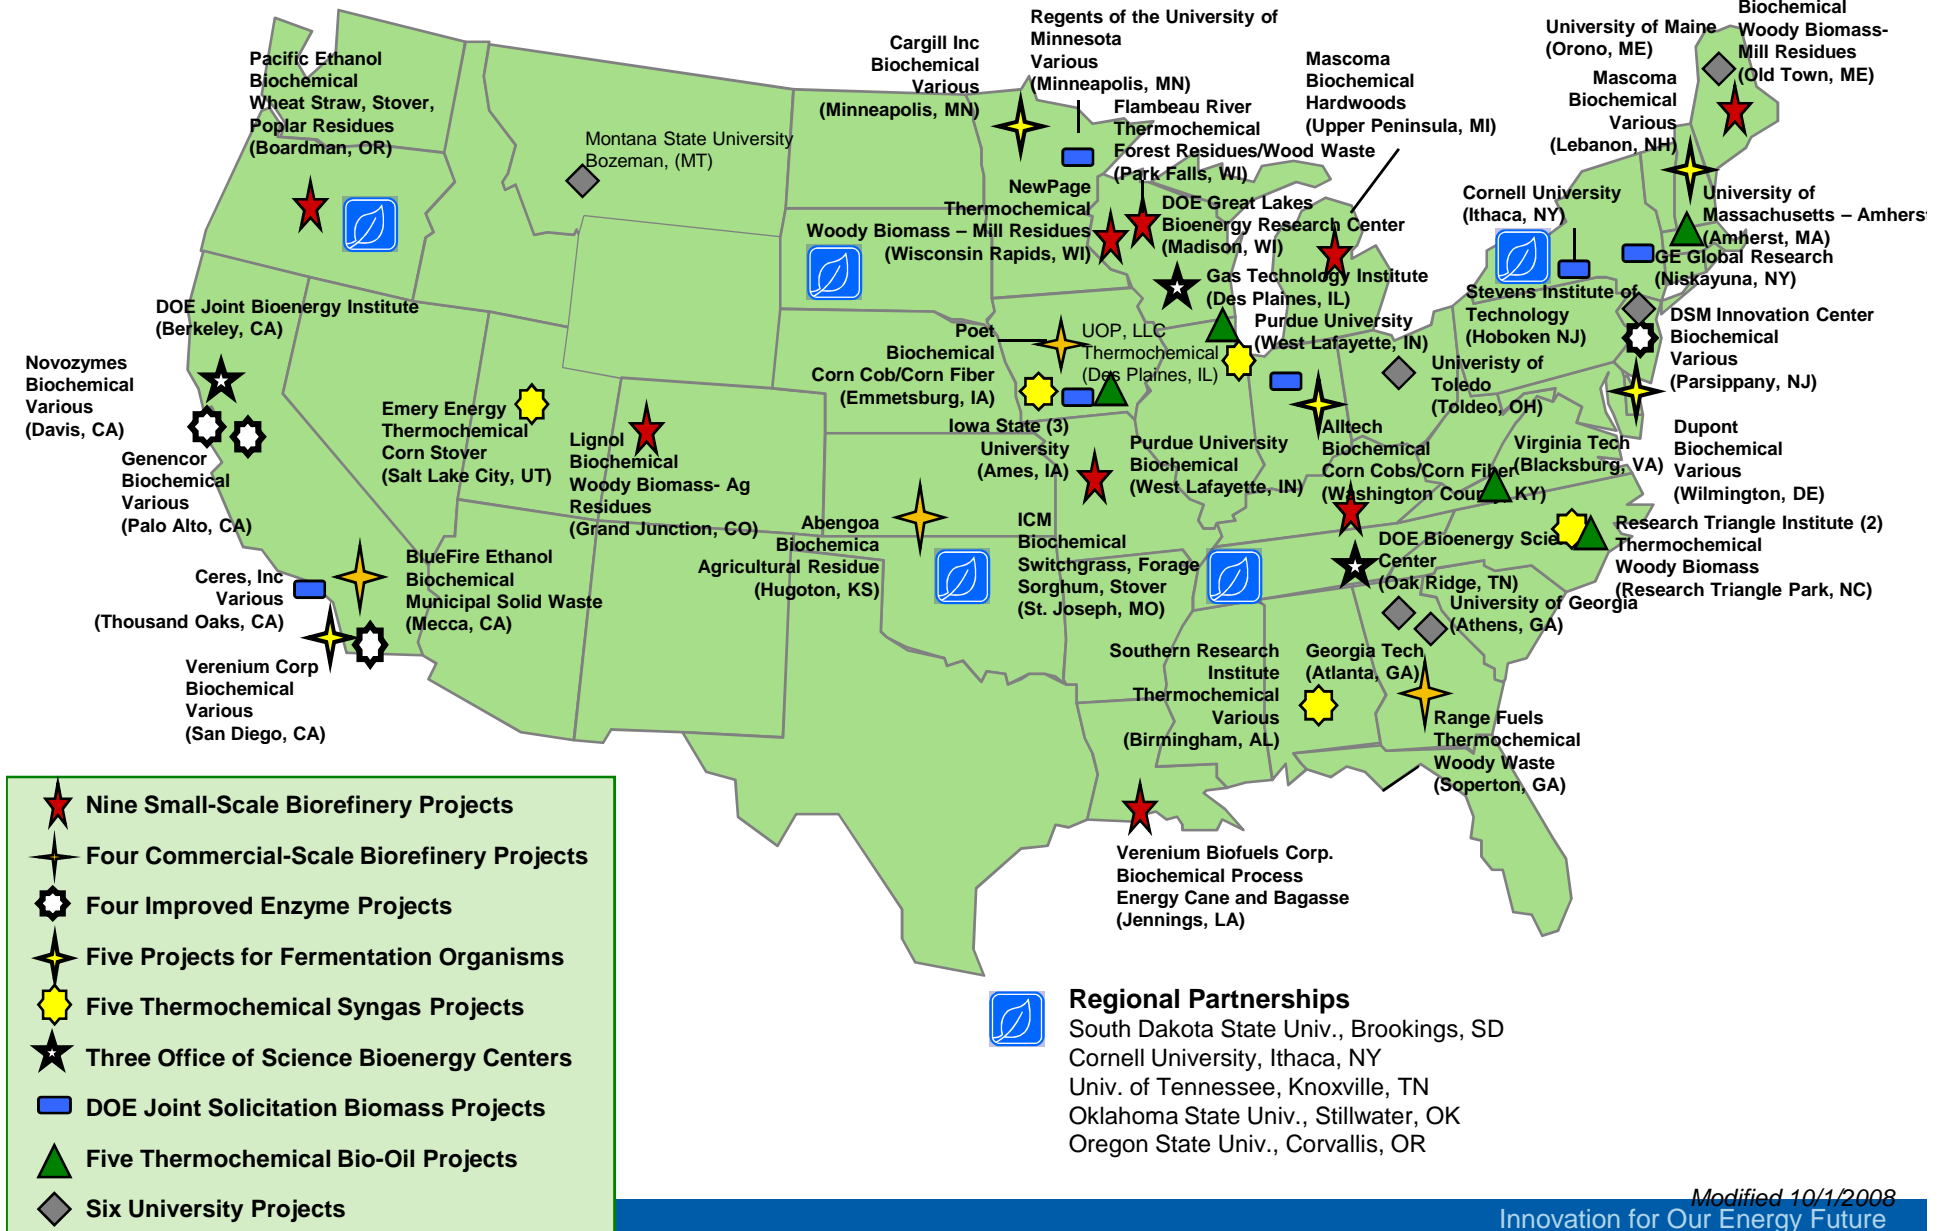 Pacific Ethanol
Biochemical
Wheat Straw, Stover,
Poplar Residues
(Boardman, OR)
Montana State University
Bozeman, (MT)
Cargill Inc
Biochemical
Various
(Minneapolis, MN)
Regents of the University of
Minnesota
Various
(Minneapolis, MN)
Flambeau River
Thermochemical
Forest Residues/Wood Waste
(Park Falls, WI)
Mascoma
Biochemical
Hardwoods
(Upper Peninsula, MI)
University of Maine
(Orono, ME)
Biochemical
Woody Biomass-
Mill Residues
(Old Town, ME)
Mascoma
Biochemical
Various
(Lebanon, NH)
NewPage
Thermochemical
Woody Biomass – Mill Residues
(Wisconsin Rapids, WI)
DOE Great Lakes
Bioenergy Research Center
(Madison, WI)
Cornell University
(Ithaca, NY)
University of
Massachusetts – Amherst
(Amherst, MA)
GE Global Research
(Niskayuna, NY)
Gas Technology Institute
(Des Plaines, IL)
Purdue University
(West Lafayette, IN)
Stevens Institute of
Technology
(Hoboken NJ)
DSM Innovation Center
Biochemical
Various
(Parsippany, NJ)
DOE Joint Bioenergy Institute
(Berkeley, CA)
Novozymes
Biochemical
Various
(Davis, CA)
Genencor
Biochemical
Various
(Palo Alto, CA)
Emery Energy
Thermochemical
Corn Stover
(Salt Lake City, UT)
Lignol
Biochemical
Woody Biomass- Ag
Residues
(Grand Junction, CO)
Poet
Biochemical
Corn Cob/Corn Fiber
(Emmetsburg, IA)
UOP, LLC
Thermochemical
(Des Plaines, IL)
Iowa State (3)
University
(Ames, IA)
Purdue University
Biochemical
(West Lafayette, IN)
Univeristy of
Toledo
(Toldeo, OH)
Alltech
Biochemical
Corn Cobs/Corn Fiber
(Washington County, KY)
Virginia Tech
(Blacksburg, VA)
Dupont
Biochemical
Various
(Wilmington, DE)
Abengoa
Biochemica
Agricultural Residue
(Hugoton, KS)
ICM
Biochemical
Switchgrass, Forage
Sorghum, Stover
(St. Joseph, MO)
DOE Bioenergy Scie
Center
(Oak Ridge, TN)
Research Triangle Institute (2)
Thermochemical
Woody Biomass
(Research Triangle Park, NC)
BlueFire Ethanol
Biochemical
Municipal Solid Waste
(Mecca, CA)
Ceres, Inc
Various
(Thousand Oaks, CA)
Verenium Corp
Biochemical
Various
(San Diego, CA)
University of Georgia
(Athens, GA)
Southern Research
Institute
Thermochemical
Various
(Birmingham, AL)
Georgia Tech
(Atlanta, GA)
Range Fuels
Thermochemical
Woody Waste
(Soperton, GA)
Verenium Biofuels Corp.
Biochemical Process
Energy Cane and Bagasse
(Jennings, LA)
Nine Small-Scale Biorefinery Projects
Four Commercial-Scale Biorefinery Projects
Four Improved Enzyme Projects
Five Projects for Fermentation Organisms
Five Thermochemical Syngas Projects
Three Office of Science Bioenergy Centers
DOE Joint Solicitation Biomass Projects
Five Thermochemical Bio-Oil Projects
Six University Projects
Regional Partnerships
South Dakota State Univ., Brookings, SD
Cornell University, Ithaca, NY
Univ. of Tennessee, Knoxville, TN
Oklahoma State Univ., Stillwater, OK
Oregon State Univ., Corvallis, OR
Modified 10/1/2008
Innovation for Our Energy Future